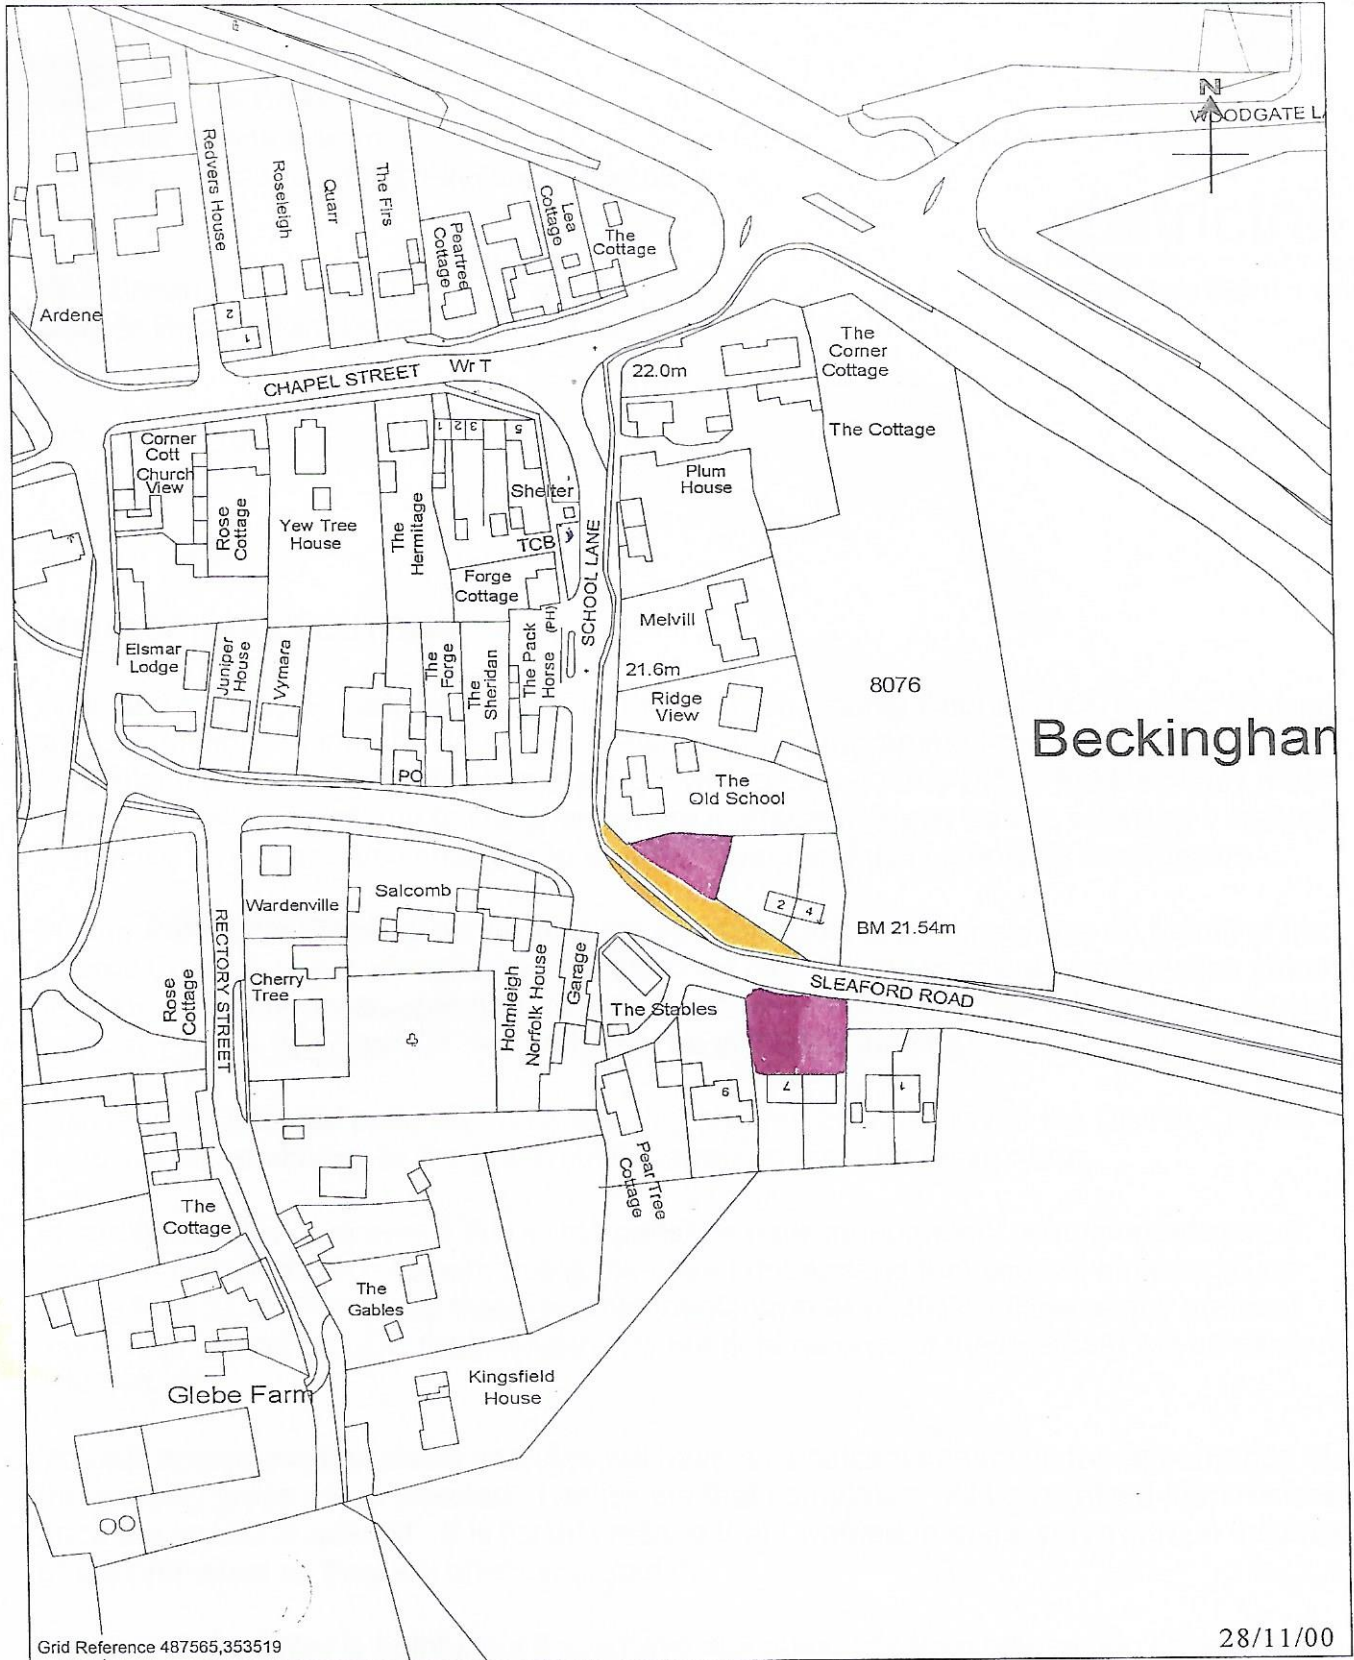 N
WOODGATE L
Redvers House
Roseleigh
Quarr
The Firs
Peartree
Cottage
Lea
Cottage
The
Cottage
Ardene
2
1
CHAPEL STREET
Wr T
22.0m
The
Corner
Cottage
The Cottage
Corner
Cott
Church
View
Rose
Cottage
Yew Tree
House
The
Hermitage
1
2
3
5
Shelter
TCB
Forge
Cottage
SCHOOL LANE
Plum
House
Melvill
21.6m
Ridge
View
8076
Beckinghan
Elsmar
Lodge
Juniper
House
Vymara
The
Forge
The
Sheridan
The Pack
Horse (PH)
PO
The
Old School
Wardenville
Salcomb
2
4
BM 21.54m
RECTORY STREET
Rose
Cottage
Cherry
Tree
Holmleigh
Norfolk House
Garage
The Stables
SLEAFORD ROAD
9
7
1
Pear Tree
Cottage
The
Cottage
The
Gables
Glebe Farm
Kingsfield
House
Grid Reference 487565,353519
28/11/00